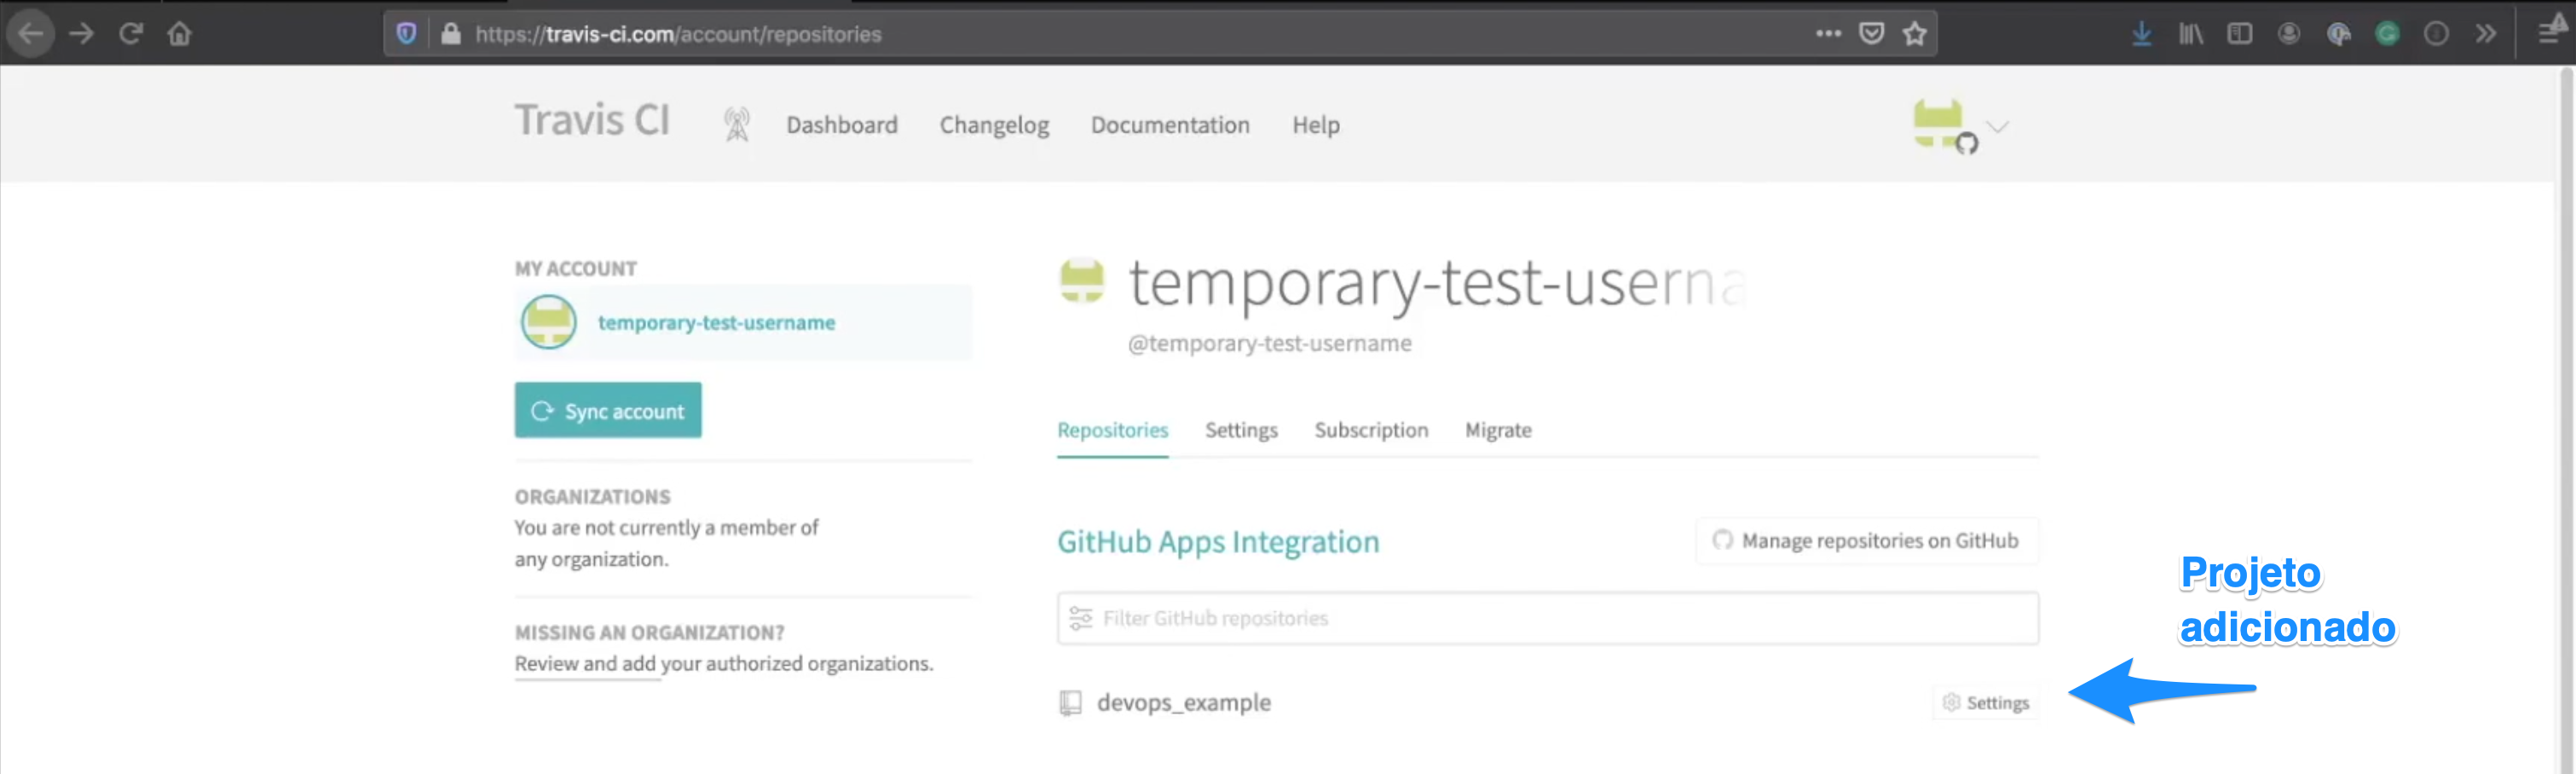 https://travis-ci.com/account/repositories
Travis CI
Dashboard
Changelog
Documentation
Help
MY ACCOUNT
temporary-test-username
Sync account
ORGANIZATIONS
You are not currently a member of
any organization.
MISSING AN ORGANIZATION?
Review and add your authorized organizations.
temporary-test-userna
@temporary-test-username
Repositories
Settings
Subscription
Migrate
GitHub Apps Integration
Manage repositories on GitHub
Filter GitHub repositories
devops_example
Settings
Projeto
adicionado